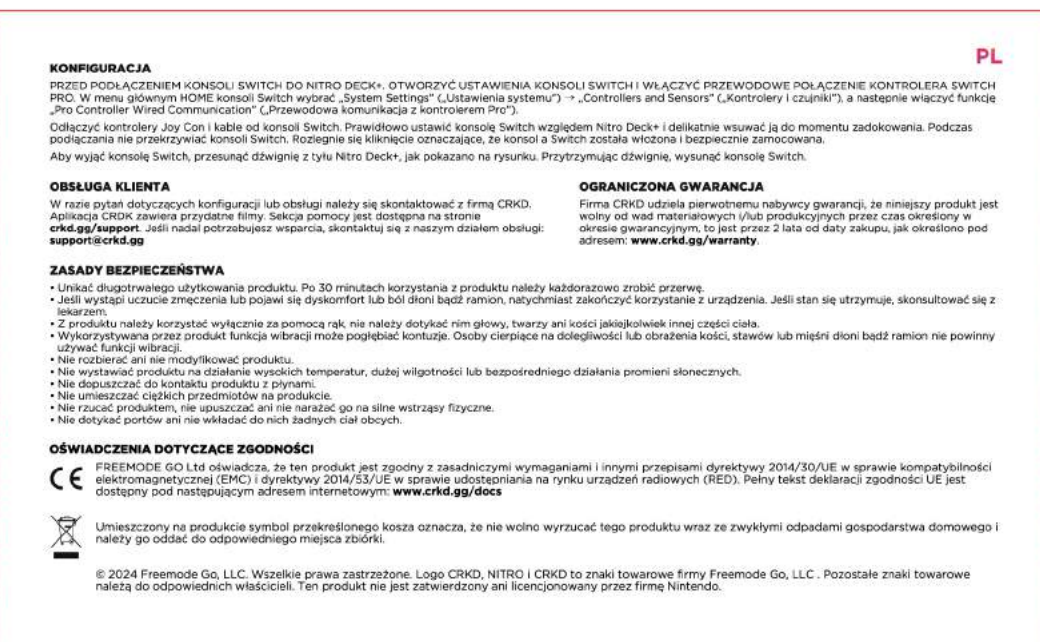 PL
KONFIGURACJA
PRZED PODŁĄCZENIEM KONSOLI SWITCH DO NITRO DECK+. OTWORZYĆ USTAWIENIA KONSOLI SWITCH I WŁĄCZYĆ PRZEWODOWE POŁĄCZENIE KONTROLERA SWITCH
PRO. W menu głównym HOME konsoli Switch wybrać „System Settings” („Ustawienia systemu”) → „Controllers and Sensors” („Kontrolery i czujniki”), a następnie włączyć funkcję
„Pro Controller Wired Communication” („Przewodowa komunikacja z kontrolerem Pro”).
Odłączyć kontrolery Joy Con i kable od konsoli Switch. Prawidłowo ustawić konsolę Switch względem Nitro Deck+ i delikatnie wsuwać ją do momentu zadokowania. Podczas
podłączania nie przekrzywiać konsoli Switch. Rozlegnie się kliknięcie oznaczające, że konsol a Switch została włożona i bezpiecznie zamocowana.
Aby wyjąć konsolę Switch, przesunąć dźwignię z tyłu Nitro Deck+, jak pokazano na rysunku. Przytrzymując dźwignię, wysunąć konsolę Switch.
OBSŁUGA KLIENTA
W razie pytań dotyczących konfiguracji lub obsługi należy się skontaktować z firmą CRKD.
Aplikacja CRDK zawiera przydatne filmy. Sekcja pomocy jest dostępna na stronie
crkd.gg/support. Jeśli nadal potrzebujesz wsparcia, skontaktuj się z naszym działem obsługi:
support@crkd.gg
OGRANICZONA GWARANCJA
Firma CRKD udziela pierwotnemu nabywcy gwarancji, że niniejszy produkt jest
wolny od wad materiałowych i/lub produkcyjnych przez czas określony w
okresie gwarancyjnym, to jest przez 2 lata od daty zakupu, jak określono pod
adresem: www.crkd.gg/warranty.
ZASADY BEZPIECZEŃSTWA
• Unikać długotrwałego użytkowania produktu. Po 30 minutach korzystania z produktu należy każdorazowo zrobić przerwę.
• Jeśli wystąpi uczucie zmęczenia lub pojawi się dyskomfort lub ból dłoni bądź ramion, natychmiast zakończyć korzystanie z urządzenia. Jeśli stan się utrzymuje, skonsultować się z
lekarzem.
• Z produktu należy korzystać wyłącznie za pomocą rąk, nie należy dotykać nim głowy, twarzy ani kości jakiejkolwiek innej części ciała.
• Wykorzystywana przez produkt funkcja wibracji może pogłębiać kontuzje. Osoby cierpiące na dolegliwości lub obrażenia kości, stawów lub mięśni dłoni bądź ramion nie powinny
używać funkcji wibracji.
• Nie rozbierać ani nie modyfikować produktu.
• Nie wystawiać produktu na działanie wysokich temperatur, dużej wilgotności lub bezpośredniego działania promieni słonecznych.
• Nie dopuszczać do kontaktu produktu z płynami.
• Nie umieszczać ciężkich przedmiotów na produkcie.
• Nie rzucać produktem, nie upuszczać ani nie narażać go na silne wstrząsy fizyczne.
• Nie dotykać portów ani nie wkładać do nich żadnych ciał obcych.
OŚWIADCZENIA DOTYCZĄCE ZGODNOŚCI
CE
FREEMODE GO Ltd oświadcza, że ten produkt jest zgodny z zasadniczymi wymaganiami i innymi przepisami dyrektywy 2014/30/UE w sprawie kompatybilności
elektromagnetycznej (EMC) i dyrektywy 2014/53/UE w sprawie udostępniania na rynku urządzeń radiowych (RED). Pełny tekst deklaracji zgodności UE jest
dostępny pod następującym adresem internetowym: www.crkd.gg/docs
Umieszczony na produkcie symbol przekreślonego kosza oznacza, że nie wolno wyrzucać tego produktu wraz ze zwykłymi odpadami gospodarstwa domowego i
należy go oddać do odpowiedniego miejsca zbiórki.
© 2024 Freemode Go, LLC. Wszelkie prawa zastrzeżone. Logo CRKD, NITRO i CRKD to znaki towarowe firmy Freemode Go, LLC . Pozostałe znaki towarowe
należą do odpowiednich właścicieli. Ten produkt nie jest zatwierdzony ani licencjonowany przez firmę Nintendo.